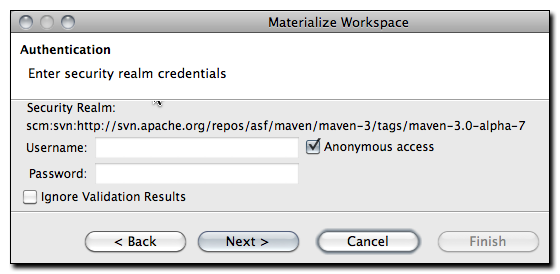 Materialize Workspace
Authentication
Enter security realm credentials
Security Realm:
scm:svn:http://svn.apache.org/repos/asf/maven/maven-3/tags/maven-3.0-alpha-7
Username:
Anonymous access
Password:
Ignore Validation Results
< Back
Next >
Cancel
Finish